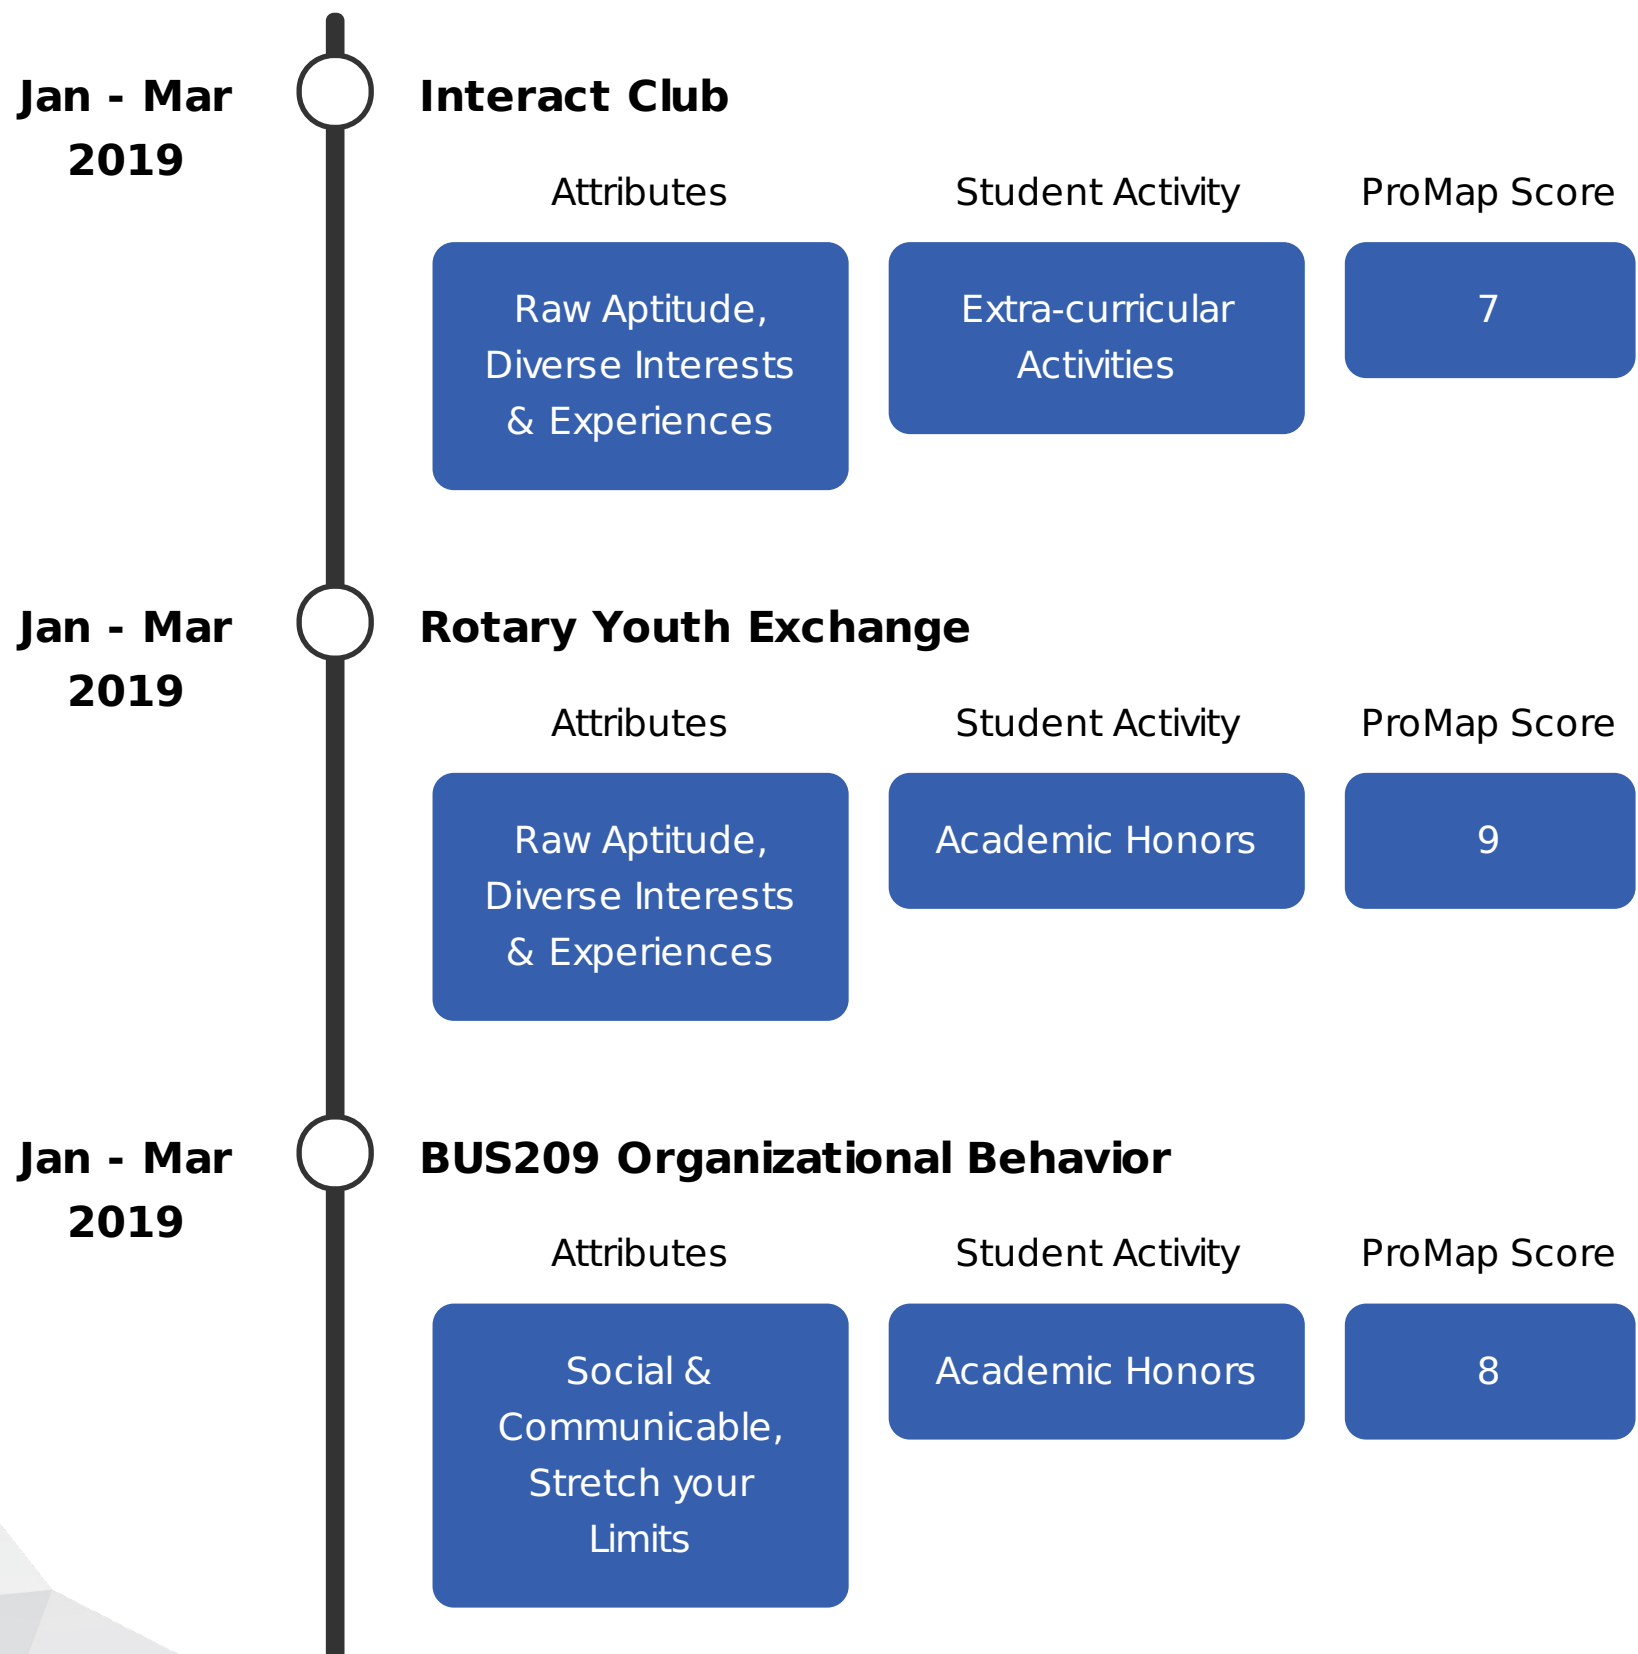 Jan - Mar
2019
Interact Club
Attributes
Student Activity
ProMap Score
Raw Aptitude,
Diverse Interests
& Experiences
Extra-curricular
Activities
7
Jan - Mar
2019
Rotary Youth Exchange
Attributes
Student Activity
ProMap Score
Raw Aptitude,
Diverse Interests
& Experiences
Academic Honors
9
Jan - Mar
2019
BUS209 Organizational Behavior
Attributes
Student Activity
ProMap Score
Social &
Communicable,
Stretch your
Limits
Academic Honors
8